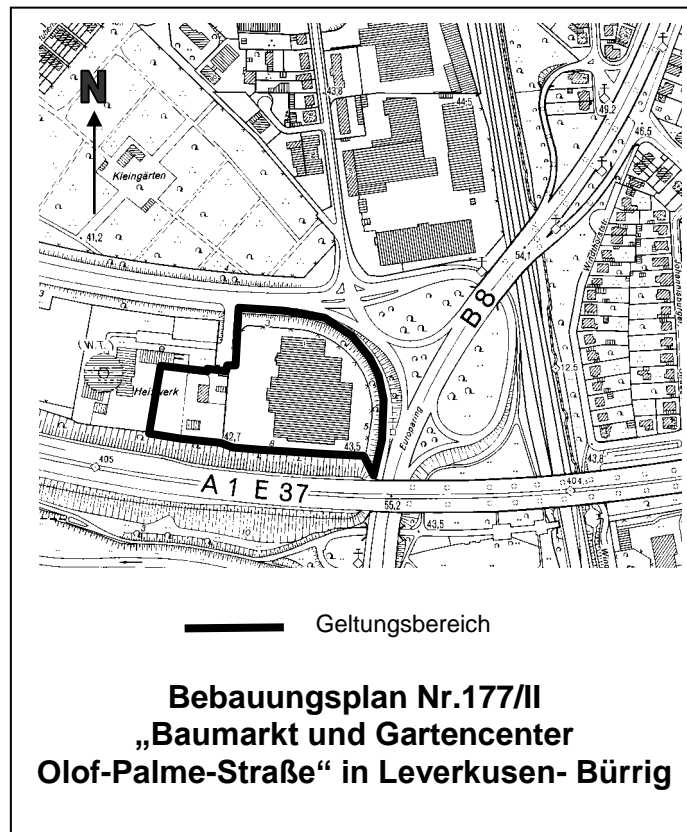 N
43,8
44,5
49,2
46,5
Kleingärten
41,2
54,1
B 8
(W.T.)
Heizwerk
12.5
Europaring
42,7
43,5
43,8
405
A 1 E 37
404
55,2
43,5
Geltungsbereich
Bebauungsplan Nr.177/II
„Baumarkt und Gartencenter
Olof-Palme-Straße“ in Leverkusen- Bürrig